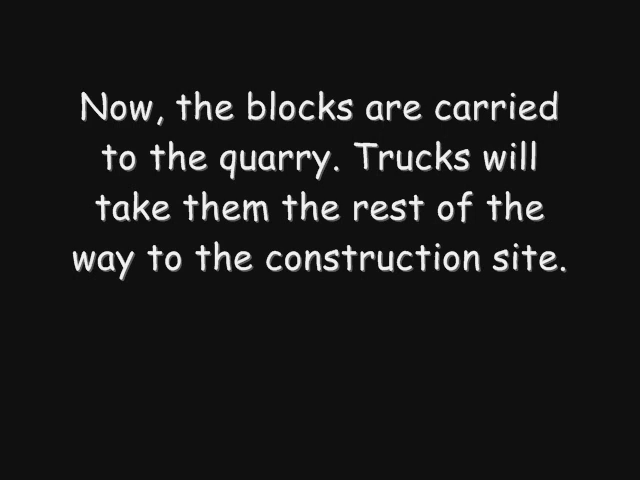 Now, the blocks are carried
to the quarry. Trucks will
take them the rest of the
way to the construction site.